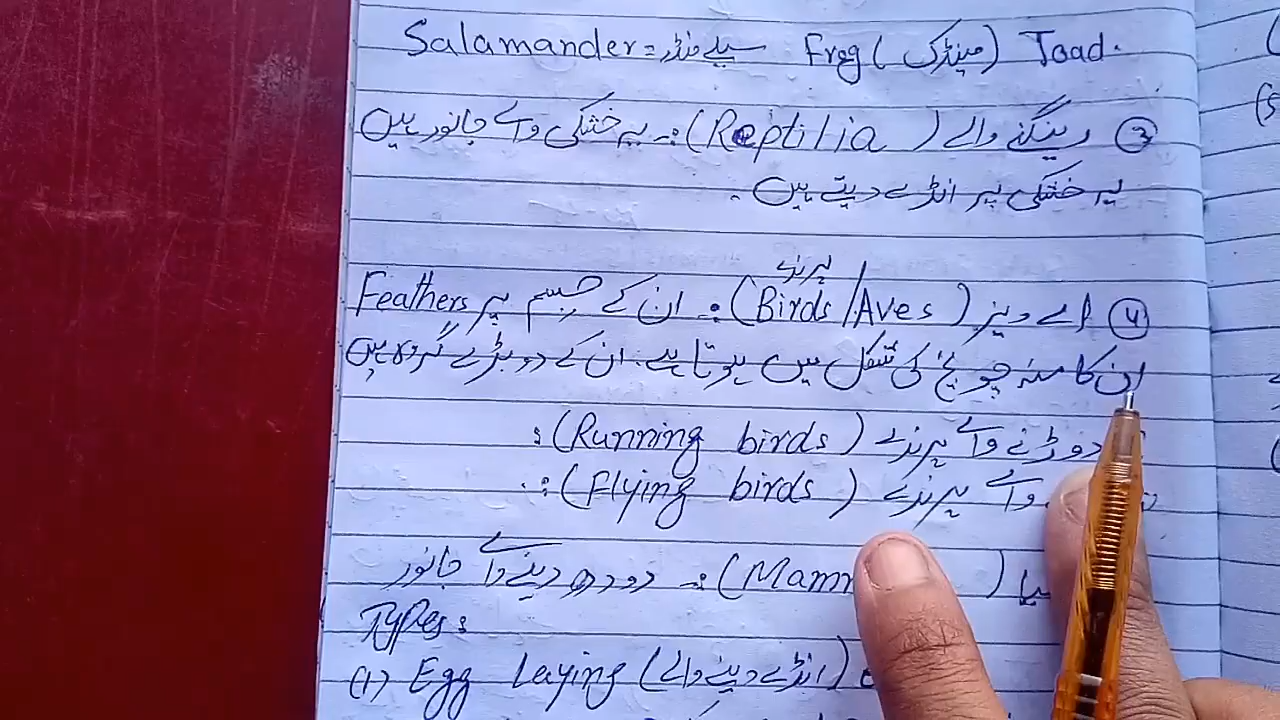 Salamander = سیلے منڈر Frog (مینڈک) Toad.
③ رینگنے والے (Reptilia) :۔ یہ خشکی والے جانور ہیں
یہ خشکی پر انڈے دیتے ہیں ۔
پرندے
④ اے ویز (Birds/Aves) :۔ ان کے جسم پر Feathers
ان کا منہ چونچ کی شکل میں ہوتا ہے۔ ان کے دو بڑے گروہ ہیں
دوڑنے والے پرندے (Running birds) :
والے پرندے (Flying birds) :۔
یا ( :۔ دودھ دینے والے جانور
Types :
(1) Egg laying (انڈے دینے والے)